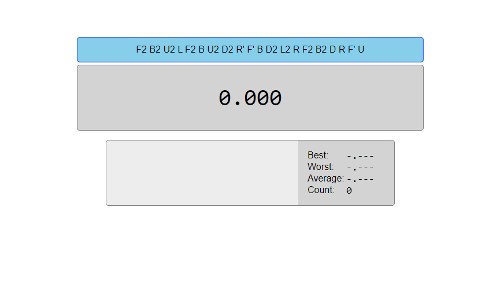 F2 B2 U2 L F2 B U2 D2 R' F' B D2 L2 R F2 B2 D R F' U
0.000
Best: -.---
Worst: -.---
Average: -.---
Count: 0